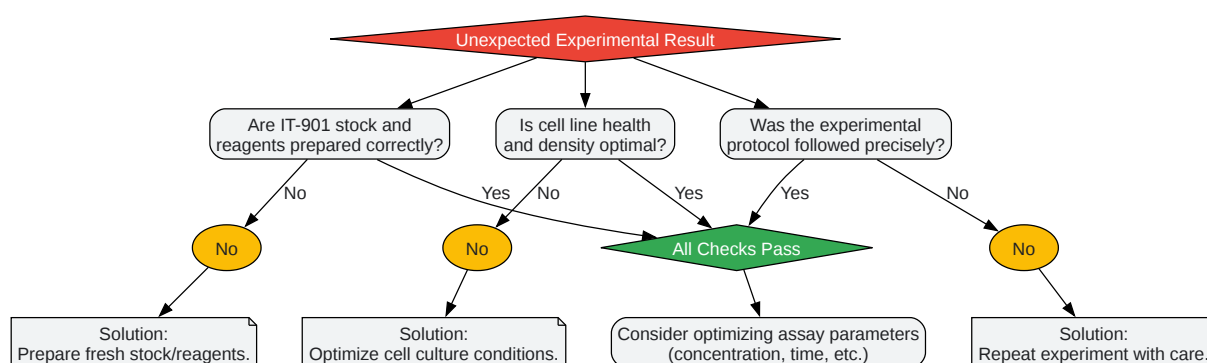 Unexpected Experimental Result
Are IT-901 stock and
reagents prepared correctly?
Is cell line health
and density optimal?
Was the experimental
protocol followed precisely?
No
Yes
No
Yes
Yes
No
No
No
All Checks Pass
No
Solution:
Prepare fresh stock/reagents.
Solution:
Optimize cell culture conditions.
Consider optimizing assay parameters
(concentration, time, etc.)
Solution:
Repeat experiment with care.